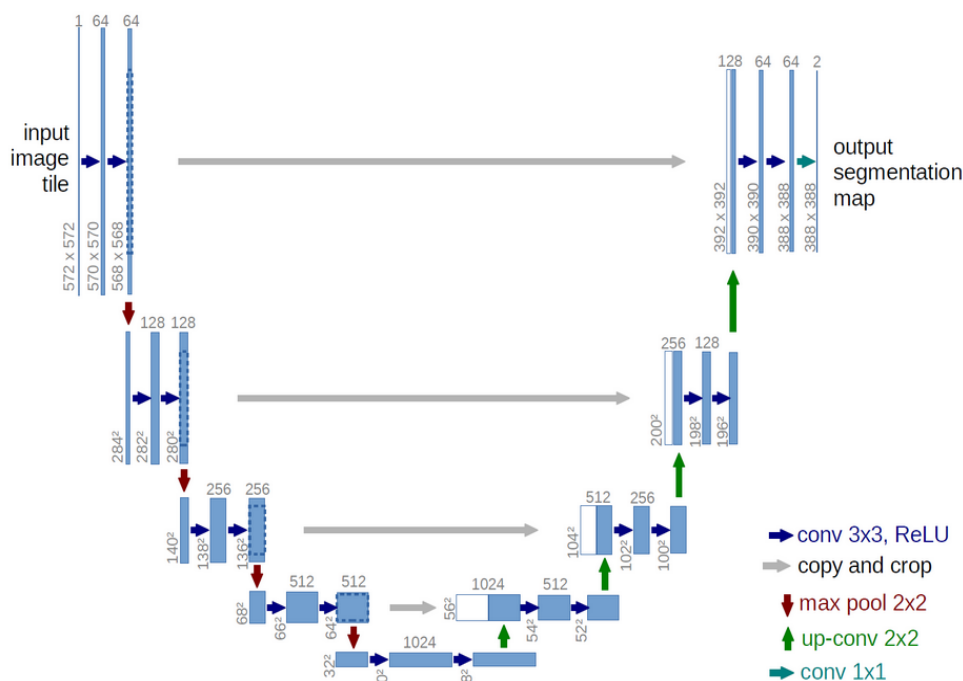 1 64 64
128 64 64 2
input
image
tile
output
segmentation
map
572 x 572
570 x 570
568 x 568
392 x 392
390 x 390
388 x 388
388 x 388
128 128
256 128
284²
282²
280²
200²
198²
196²
256 256
512 256
140²
138²
136²
104²
102²
100²
512 512
1024 512
68²
66²
64²
56²
54²
52²
1024
32²
conv 3x3, ReLU
copy and crop
max pool 2x2
up-conv 2x2
conv 1x1